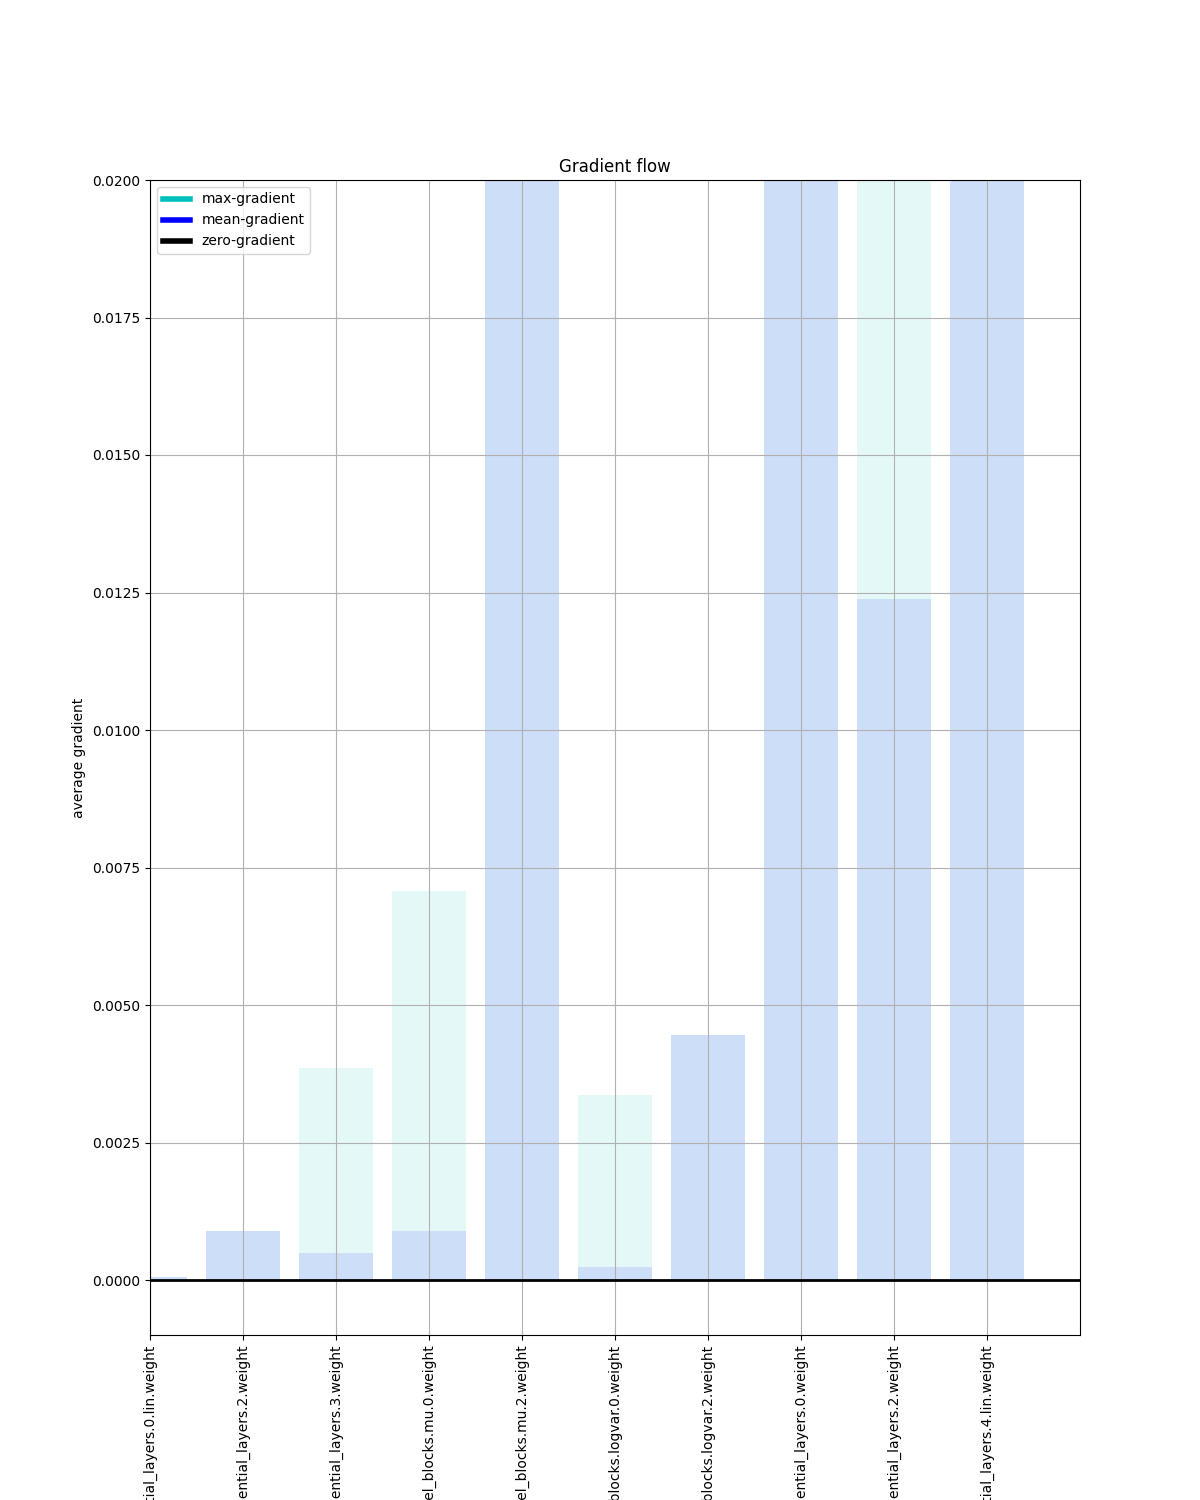 Gradient flow
max-gradient
mean-gradient
zero-gradient
0.0200
0.0175
0.0150
0.0125
0.0100
0.0075
0.0050
0.0025
0.0000
average gradient
tial_layers.0.lin.weight
ential_layers.2.weight
ential_layers.3.weight
el_blocks.mu.0.weight
el_blocks.mu.2.weight
blocks.logvar.0.weight
blocks.logvar.2.weight
ential_layers.0.weight
ential_layers.2.weight
tial_layers.4.lin.weight